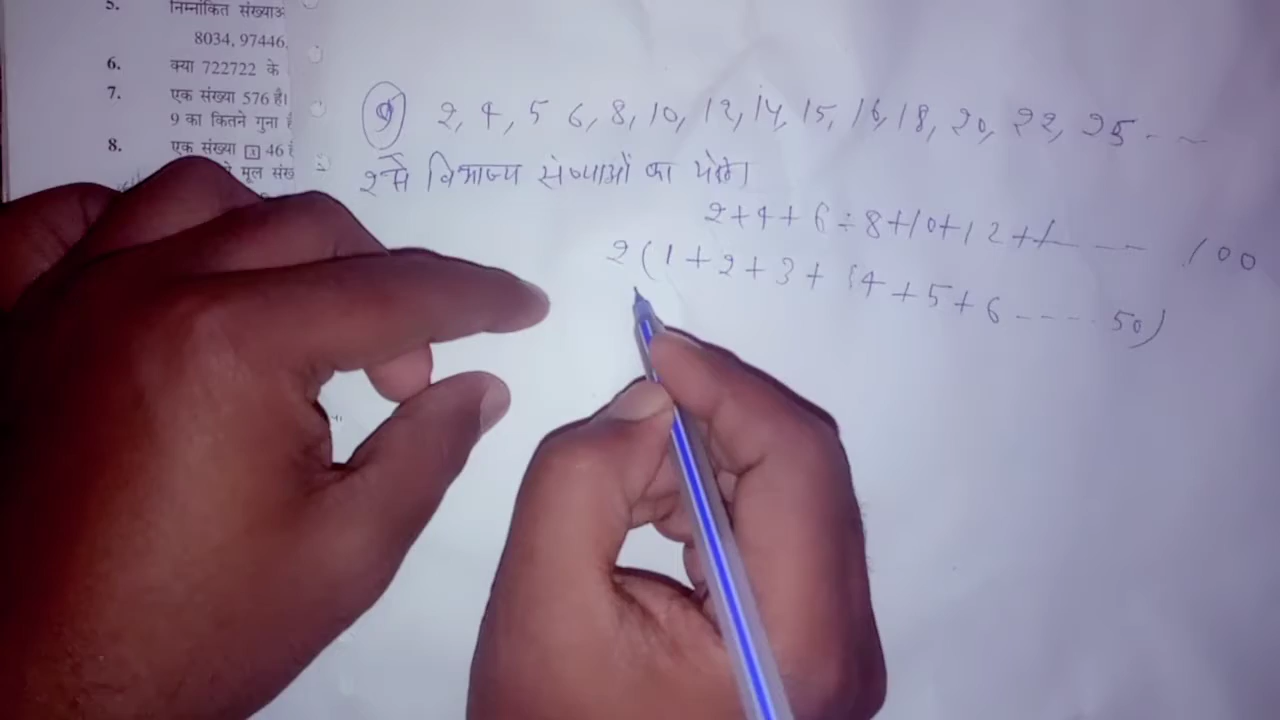 5. निम्नांकित संख्याअ
8034, 97446,
6. क्या 722722 के
7. एक संख्या 576 है।
9 का कितने गुना
8. एक संख्या x 46
मूल संख
2, 4, 5 6, 8, 10, 12, 14, 15, 16, 18, 20, 22, 25 - - ~
2 से विभाज्य संख्याओं का योग।
2+4+6+8+10+12++ --- 100
2(1+2+3+4+5+6 ---- 50)